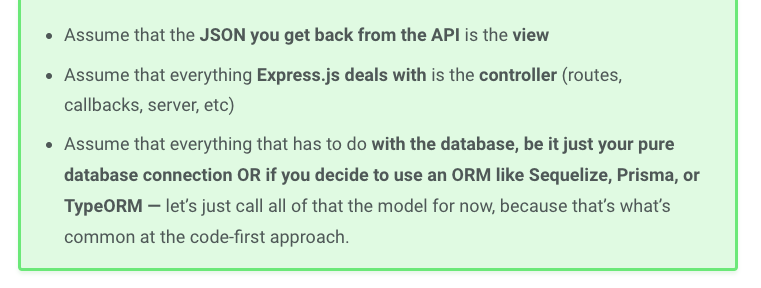 • Assume that the JSON you get back from the API is the view
• Assume that everything Express.js deals with is the controller (routes,
callbacks, server, etc)
• Assume that everything that has to do with the database, be it just your pure
database connection OR if you decide to use an ORM like Sequelize, Prisma, or
TypeORM — let’s just call all of that the model for now, because that’s what’s
common at the code-first approach.